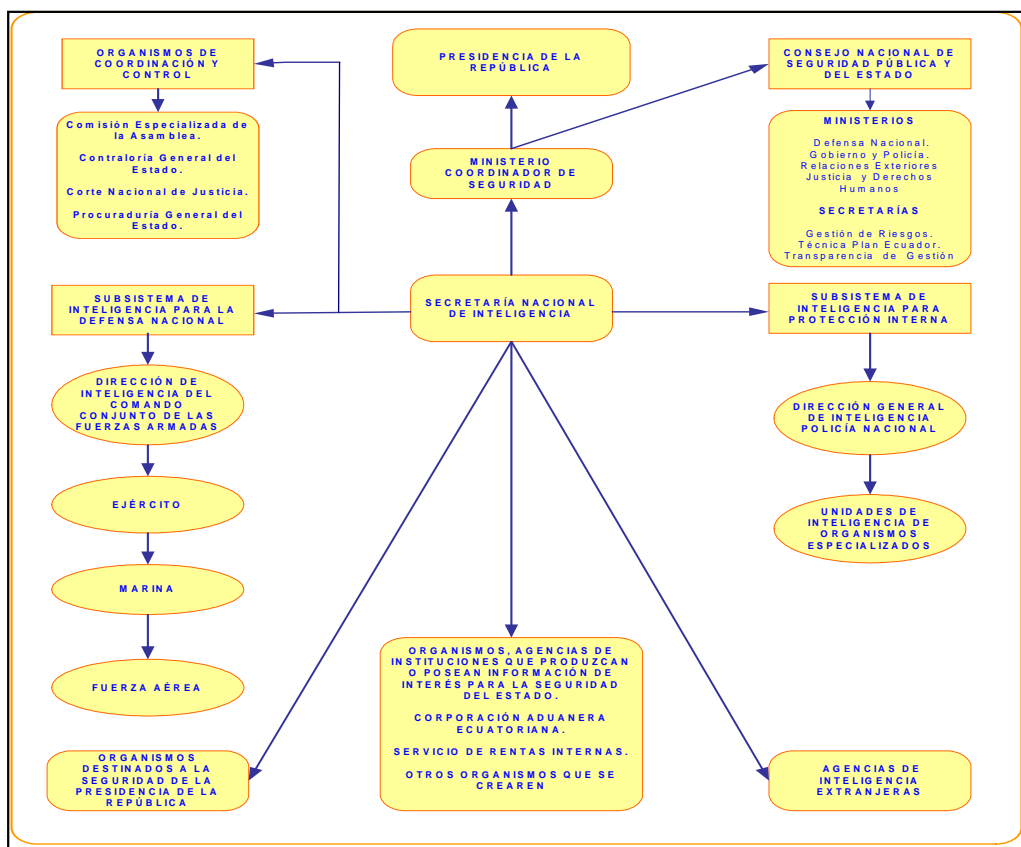 ORGANISMOS DE
COORDINACIÓN Y
CONTROL
PRESIDENCIA DE LA
REPÚBLICA
CONSEJO NACIONAL DE
SEGURIDAD PÚBLICA Y
DEL ESTADO
Comisión Especializada de
la Asamblea.
Contraloría General del
Estado.
Corte Nacional de Justicia.
Procuraduría General del
Estado.
MINISTERIO
COORDINADOR DE
SEGURIDAD
MINISTERIOS
Defensa Nacional.
Gobierno y Policía.
Relaciones Exteriores
Justicia y Derechos
Humanos
SECRETARÍAS
Gestión de Riesgos.
Técnica Plan Ecuador.
Transparencia de Gestión
SUBSISTEMA DE
INTELIGENCIA PARA LA
DEFENSA NACIONAL
SECRETARÍA NACIONAL
DE INTELIGENCIA
SUBSISTEMA DE
INTELIGENCIA PARA
PROTECCIÓN INTERNA
DIRECCIÓN DE
INTELIGENCIA DEL
COMANDO
CONJUNTO DE LAS
FUERZAS ARMADAS
DIRECCIÓN GENERAL
DE INTELIGENCIA
POLICÍA NACIONAL
EJÉRCITO
UNIDADES DE
INTELIGENCIA DE
ORGANISMOS
ESPECIALIZADOS
MARINA
FUERZA AÉREA
ORGANISMOS, AGENCIAS DE
INSTITUCIONES QUE PRODUZCAN
O POSEAN INFORMACIÓN DE
INTERÉS PARA LA SEGURIDAD
DEL ESTADO.
CORPORACIÓN ADUANERA
ECUATORIANA.
SERVICIO DE RENTAS INTERNAS.
OTROS ORGANISMOS QUE SE
CREAREN
ORGANISMOS
DESTINADOS A LA
SEGURIDAD DE LA
PRESIDENCIA DE LA
REPÚBLICA
AGENCIAS DE
INTELIGENCIA
EXTRANJERAS